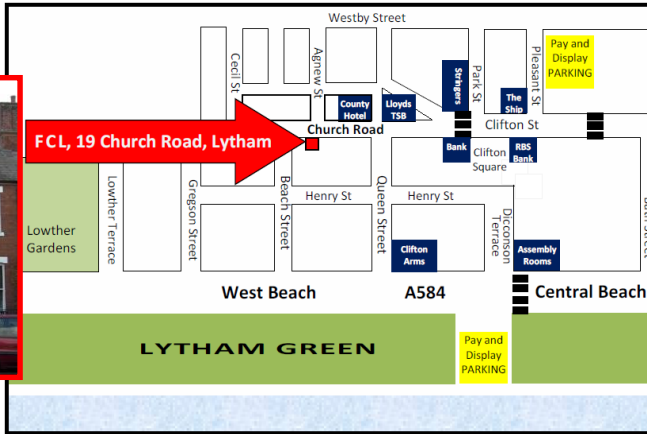 Westby Street
Cecil St
Agnew St
Stringers
Park St
Pleasant St
Pay and
Display
PARKING
County
Hotel
Lloyds
TSB
The
Ship
Church Road
Clifton St
FCL, 19 Church Road, Lytham
Bank
Clifton
Square
RBS
Bank
Lowther
Gardens
Lowther Terrace
Gregson Street
Beach Street
Henry St
Queen Street
Henry St
Dicconson
Terrace
Clifton
Arms
Assembly
Rooms
West Beach
A584
Central Beach
LYTHAM GREEN
Pay and
Display
PARKING